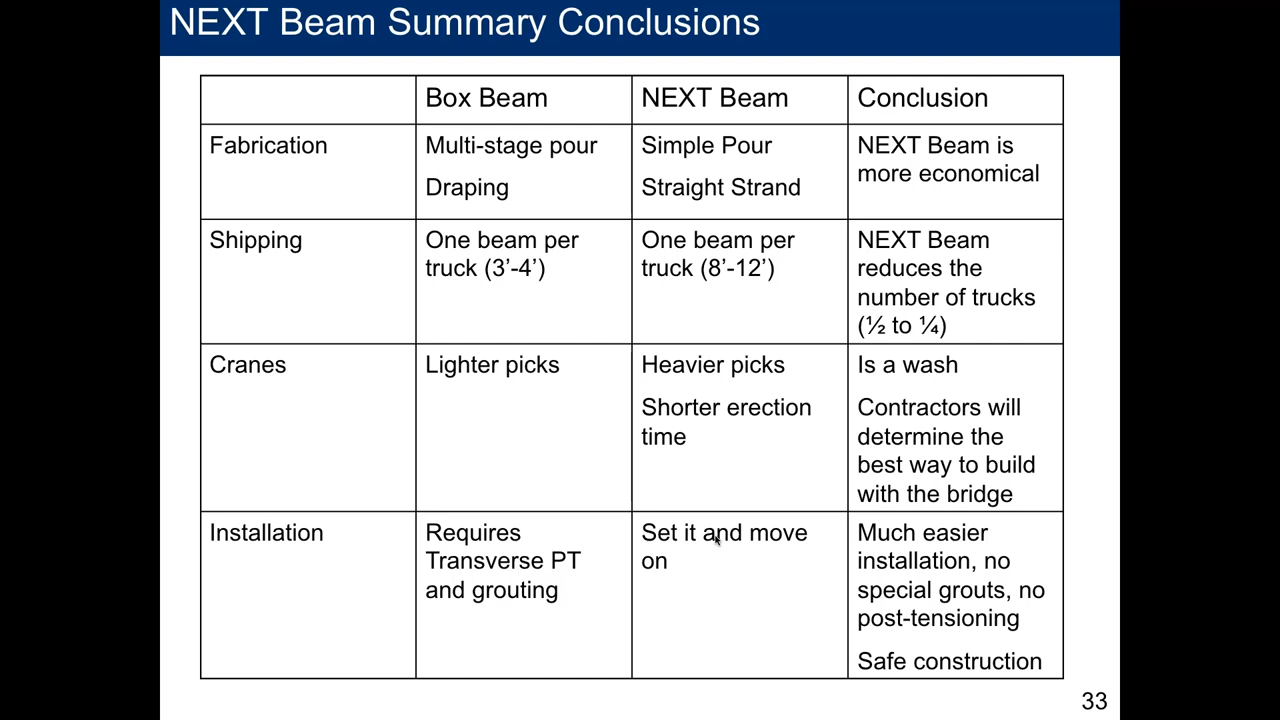 NEXT Beam Summary Conclusions
Box Beam
NEXT Beam
Conclusion
Fabrication
Multi-stage pour
Draping
Simple Pour
Straight Strand
NEXT Beam is
more economical
Shipping
One beam per
truck (3’-4’)
One beam per
truck (8’-12’)
NEXT Beam
reduces the
number of trucks
(½ to ¼)
Cranes
Lighter picks
Heavier picks
Shorter erection
time
Is a wash
Contractors will
determine the
best way to build
with the bridge
Installation
Requires
Transverse PT
and grouting
Set it and move
on
Much easier
installation, no
special grouts, no
post-tensioning
Safe construction
33